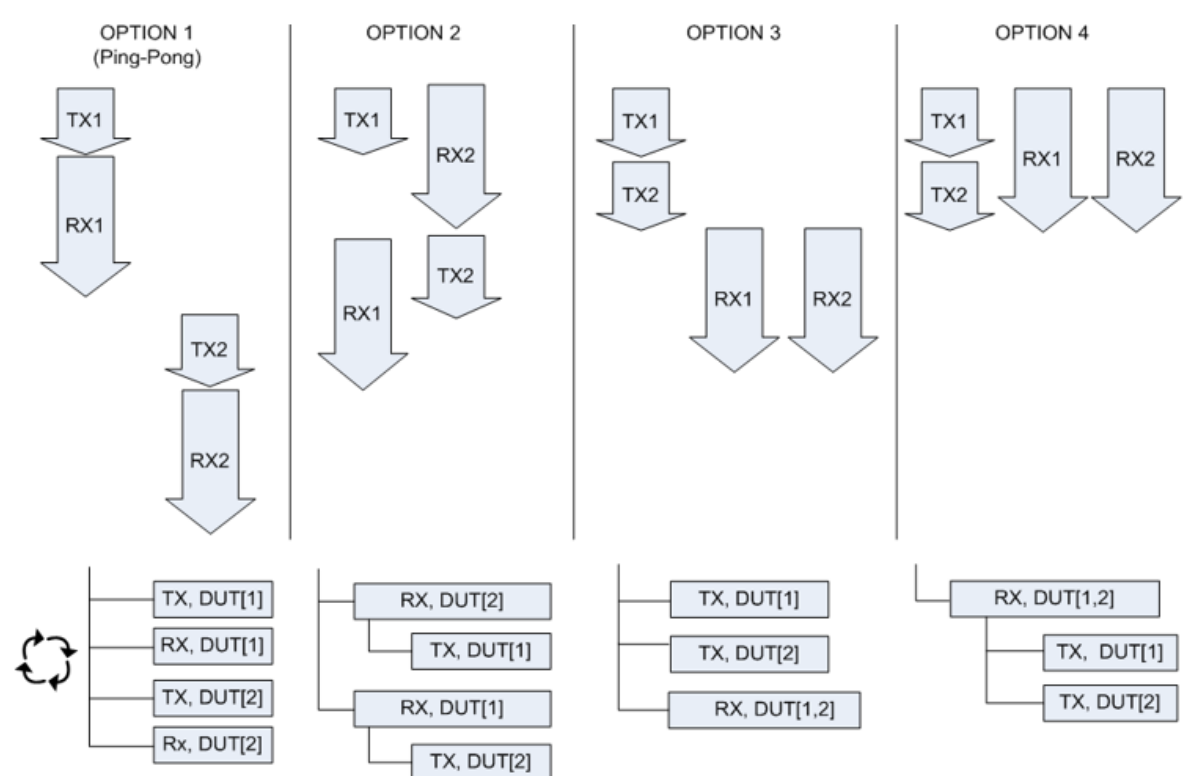 OPTION 1
(Ping-Pong)
TX1
RX1
TX2
RX2
TX, DUT[1]
RX, DUT[1]
TX, DUT[2]
Rx, DUT[2]
OPTION 2
TX1
RX2
TX2
RX1
RX, DUT[2]
TX, DUT[1]
RX, DUT[1]
TX, DUT[2]
OPTION 3
TX1
TX2
RX1
RX2
TX, DUT[1]
TX, DUT[2]
RX, DUT[1,2]
OPTION 4
TX1
RX1
RX2
TX2
RX, DUT[1,2]
TX, DUT[1]
TX, DUT[2]